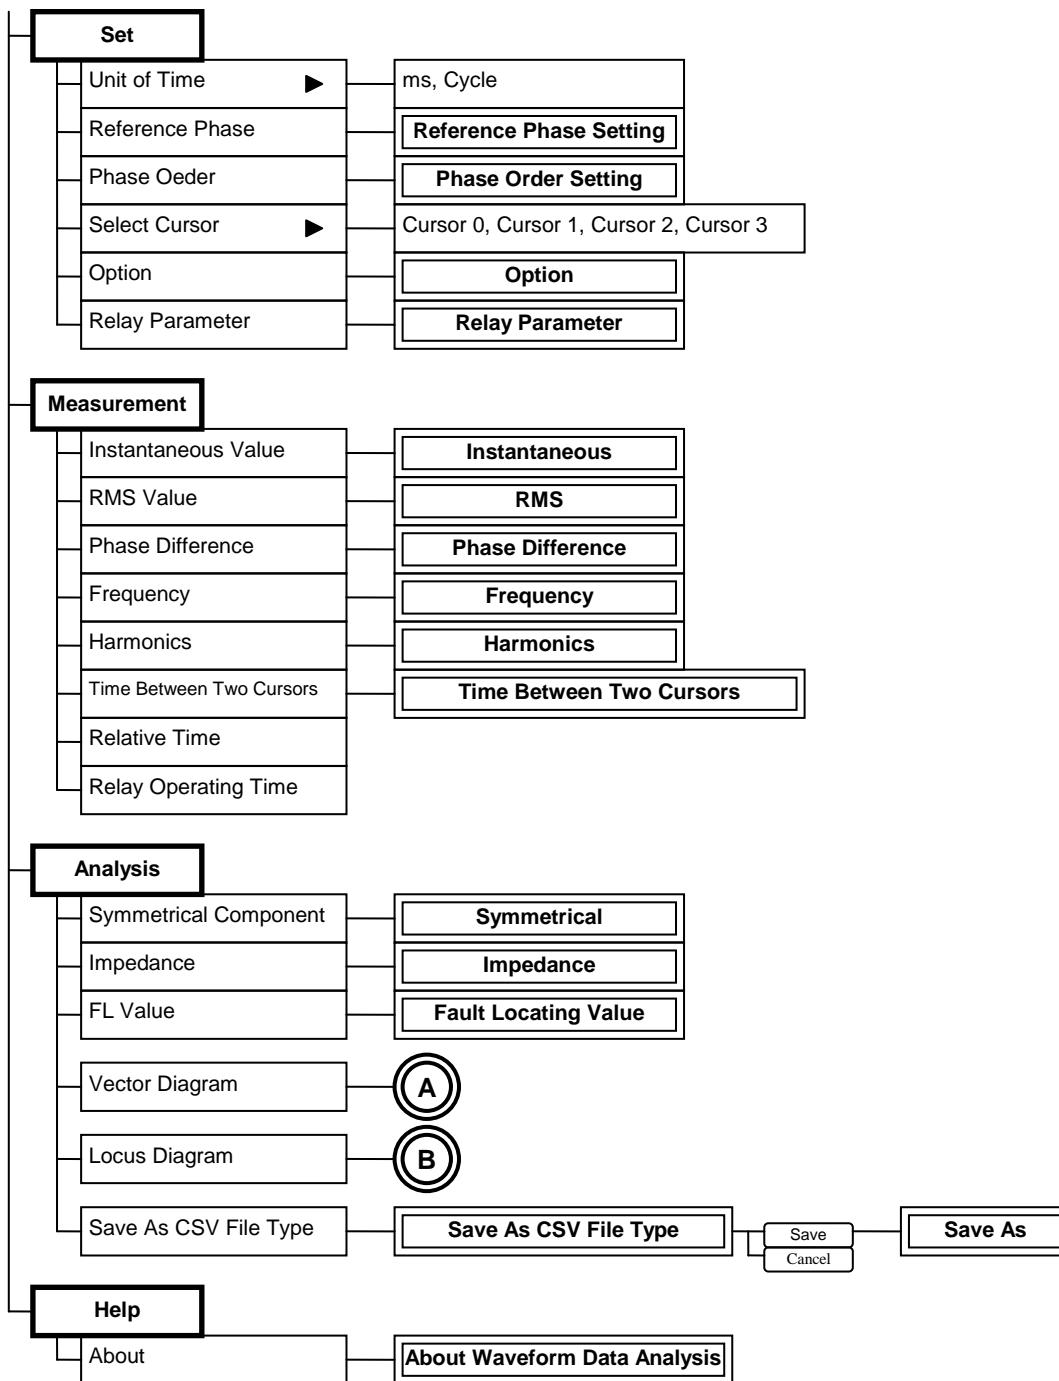 Set
Unit of Time ▶ ms, Cycle
Reference Phase Reference Phase Setting
Phase Oeder Phase Order Setting
Select Cursor ▶ Cursor 0, Cursor 1, Cursor 2, Cursor 3
Option Option
Relay Parameter Relay Parameter
Measurement
Instantaneous Value Instantaneous
RMS Value RMS
Phase Difference Phase Difference
Frequency Frequency
Harmonics Harmonics
Time Between Two Cursors Time Between Two Cursors
Relative Time
Relay Operating Time
Analysis
Symmetrical Component Symmetrical
Impedance Impedance
FL Value Fault Locating Value
Vector Diagram A
Locus Diagram B
Save As CSV File Type Save As CSV File Type Save Save As
Cancel
Help
About About Waveform Data Analysis